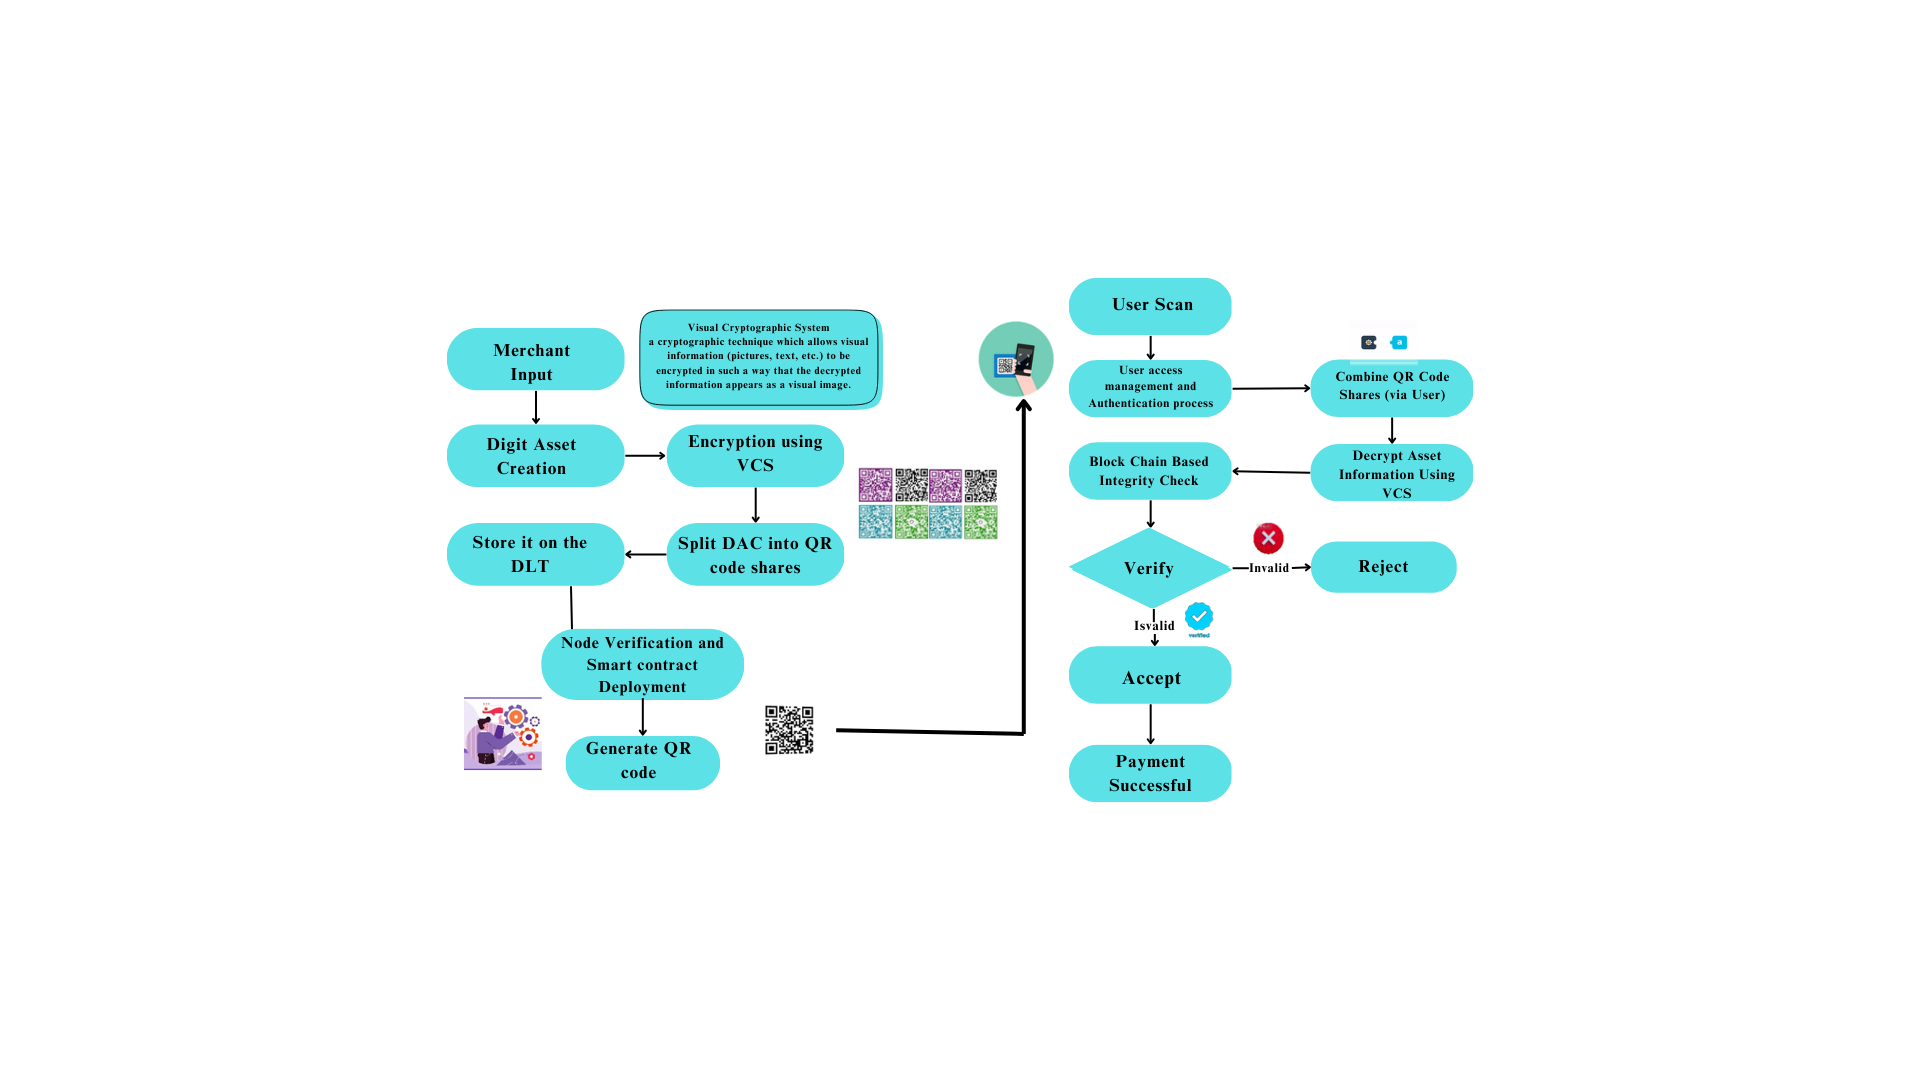 Merchant
Input
Visual Cryptographic System
a cryptographic technique which allows visual
information (pictures, text, etc.) to be
encrypted in such a way that the decrypted
information appears as a visual image.
Digit Asset
Creation
Encryption using
VCS
Store it on the
DLT
Split DAC into QR
code shares
Node Verification and
Smart contract
Deployment
Generate QR
code
User Scan
User access
management and
Authentication process
Combine QR Code
Shares (via User)
Block Chain Based
Integrity Check
Decrypt Asset
Information Using
VCS
Verify
Invalid
Reject
Isvalid
verified
Accept
Payment
Successful